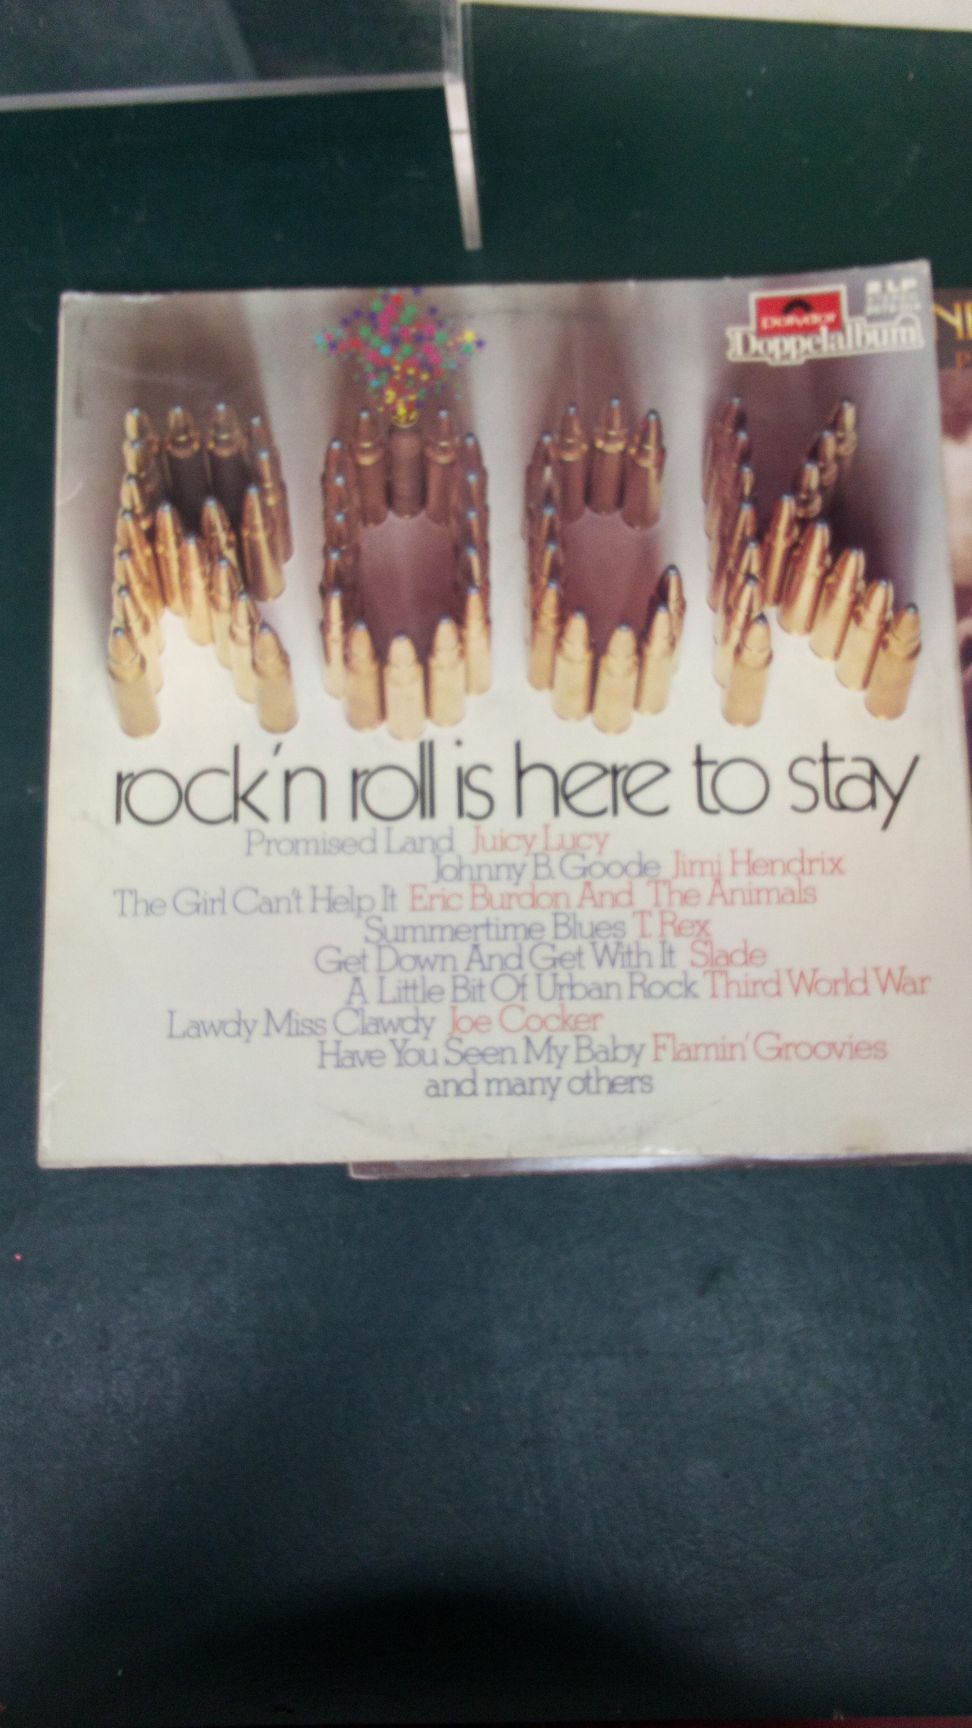 2 LP
polydor
Doppelalbum
ROCK
rock'n roll is here to stay
Promised Land Juicy Lucy
Johnny B. Goode Jimi Hendrix
The Girl Can't Help It Eric Burdon And The Animals
Summertime Blues T. Rex
Get Down And Get With It Slade
A Little Bit Of Urban Rock Third World War
Lawdy Miss Clawdy Joe Cocker
Have You Seen My Baby Flamin' Groovies
and many others